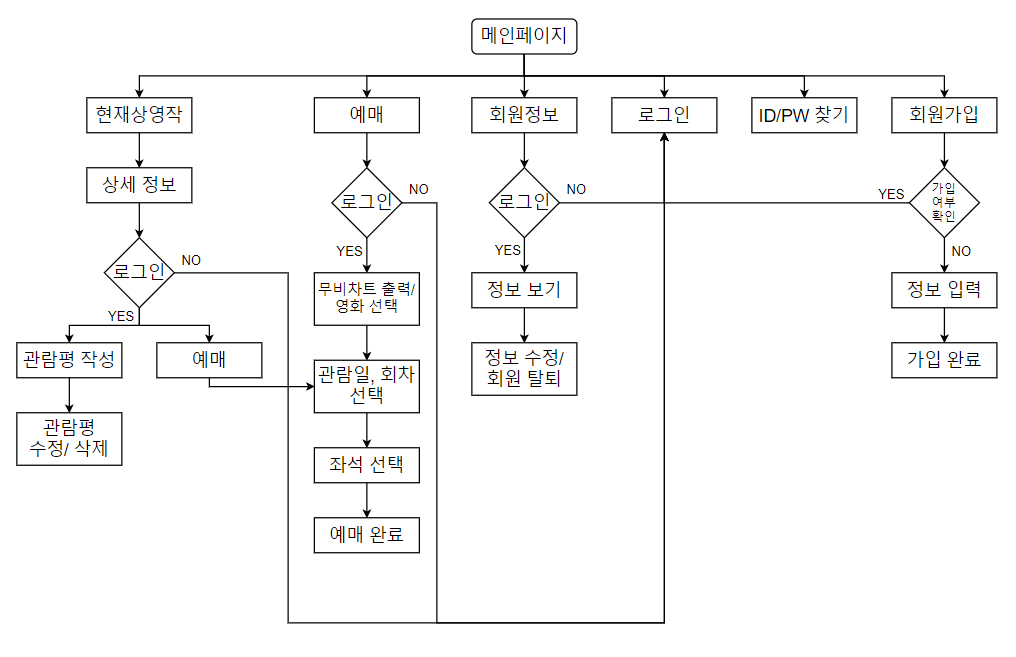 메인페이지
현재상영작
예매
회원정보
로그인
ID/PW 찾기
회원가입
상세 정보
로그인
NO
YES
관람평 작성
예매
관람평
수정/ 삭제
로그인
NO
YES
무비차트 출력/
영화 선택
관람일, 회차
선택
좌석 선택
예매 완료
로그인
NO
YES
정보 보기
정보 수정/
회원 탈퇴
가입
여부
확인
YES
NO
정보 입력
가입 완료